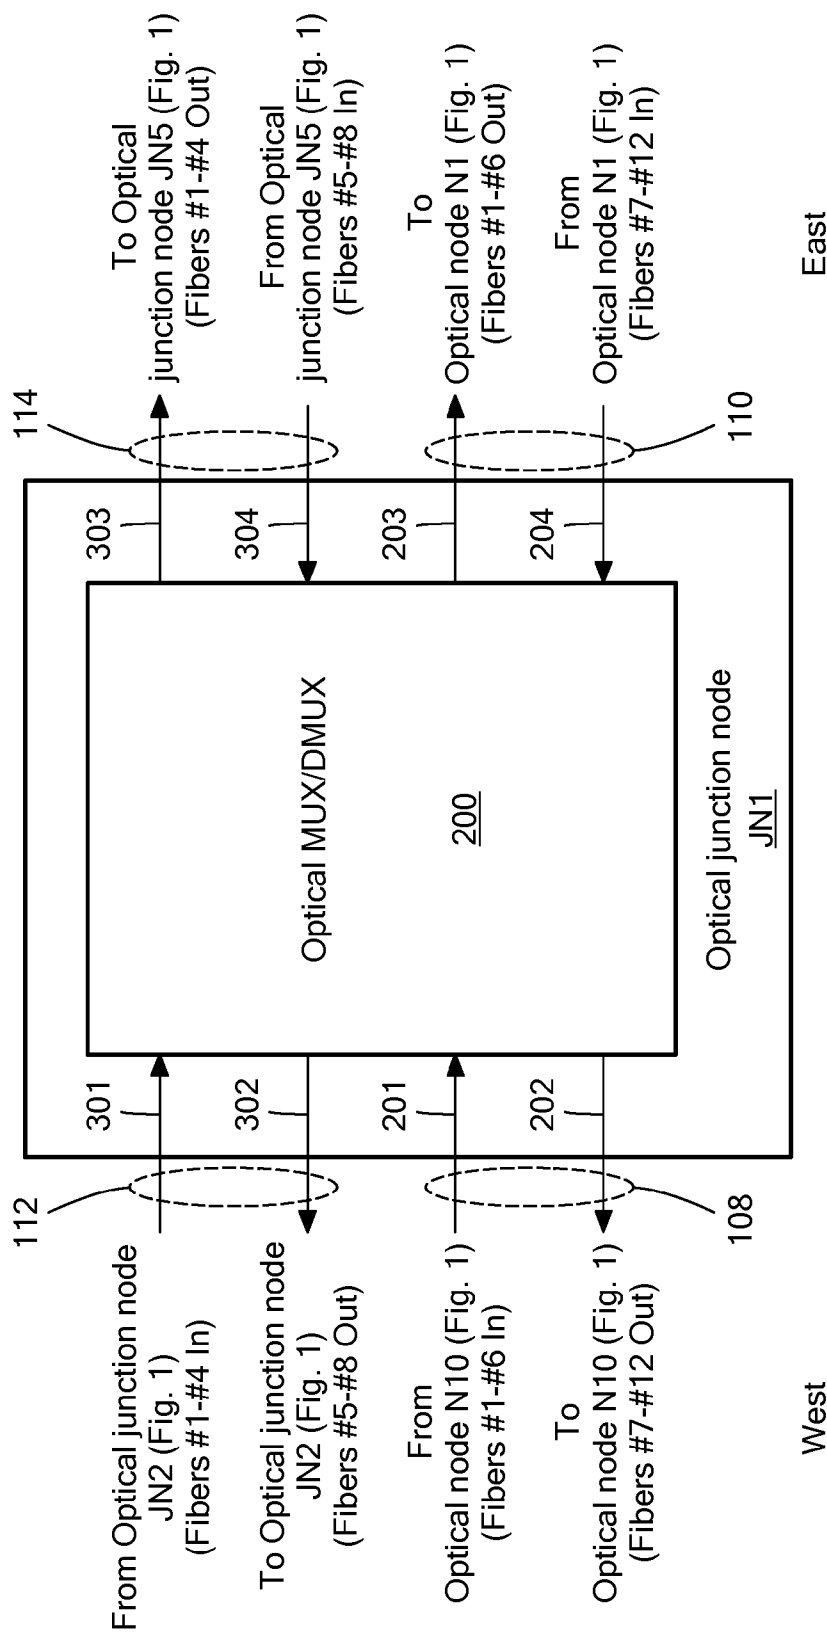 From Optical junction node
JN2 (Fig. 1)
(Fibers #1-#4 In)
To Optical junction node
JN2 (Fig. 1)
(Fibers #5-#8 Out)
From
Optical node N10 (Fig. 1)
(Fibers #1-#6 In)
To
Optical node N10 (Fig. 1)
(Fibers #7-#12 Out)
West
112
108
301
302
201
202
Optical MUX/DMUX
200
Optical junction node
JN1
303
304
203
204
114
110
To Optical
junction node JN5 (Fig. 1)
(Fibers #1-#4 Out)
From Optical
junction node JN5 (Fig. 1)
(Fibers #5-#8 In)
To
Optical node N1 (Fig. 1)
(Fibers #1-#6 Out)
From
Optical node N1 (Fig. 1)
(Fibers #7-#12 In)
East